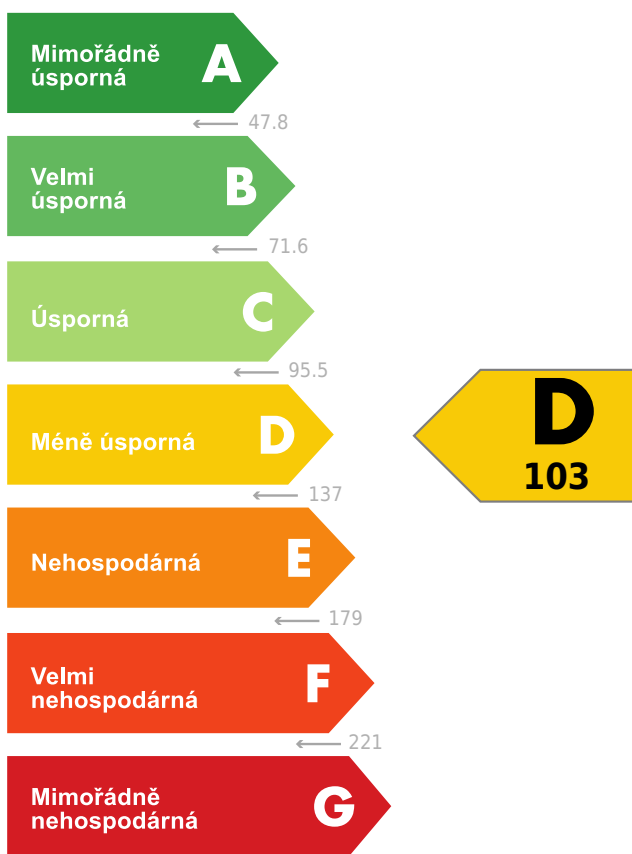 Mimořádně
úsporná
A
47.8
Velmi
úsporná
B
71.6
Úsporná
C
95.5
Méně úsporná
D
D
103
137
Nehospodárná
E
179
Velmi
nehospodárná
F
221
Mimořádně
nehospodárná
G